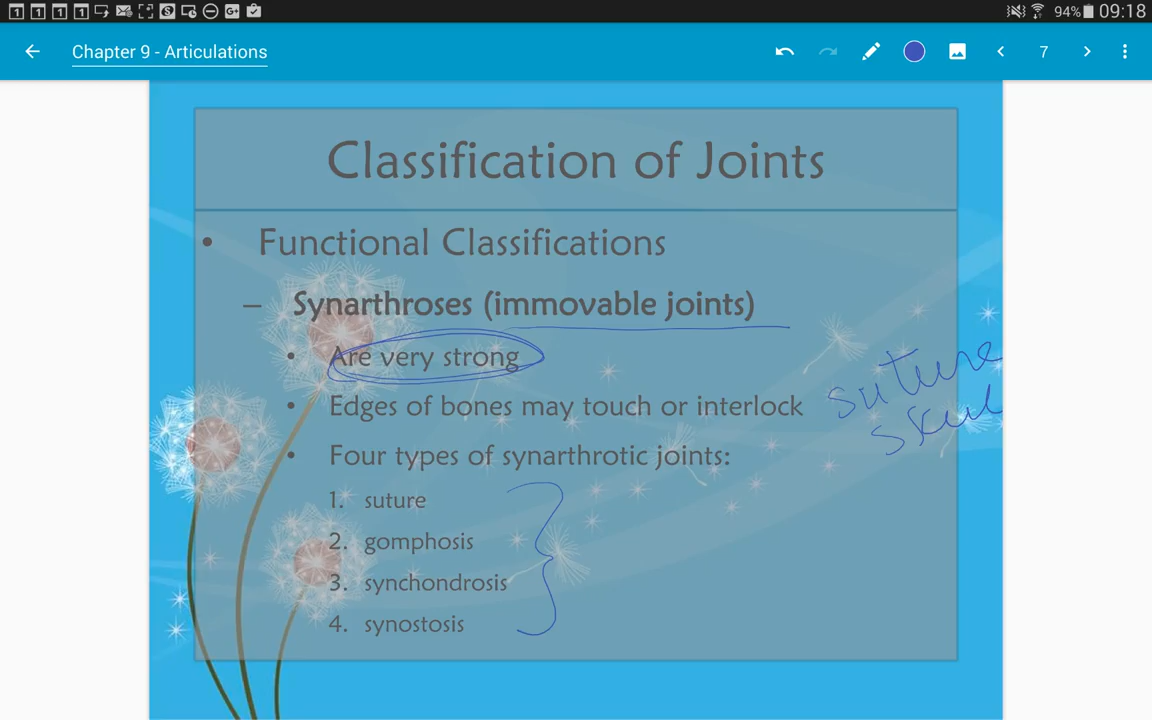 94% 09:18
Chapter 9 - Articulations
7
Classification of Joints
• Functional Classifications
– Synarthroses (immovable joints)
• Are very strong
• Edges of bones may touch or interlock
suture
skul
• Four types of synarthrotic joints:
1. suture
2. gomphosis
3. synchondrosis
4. synostosis